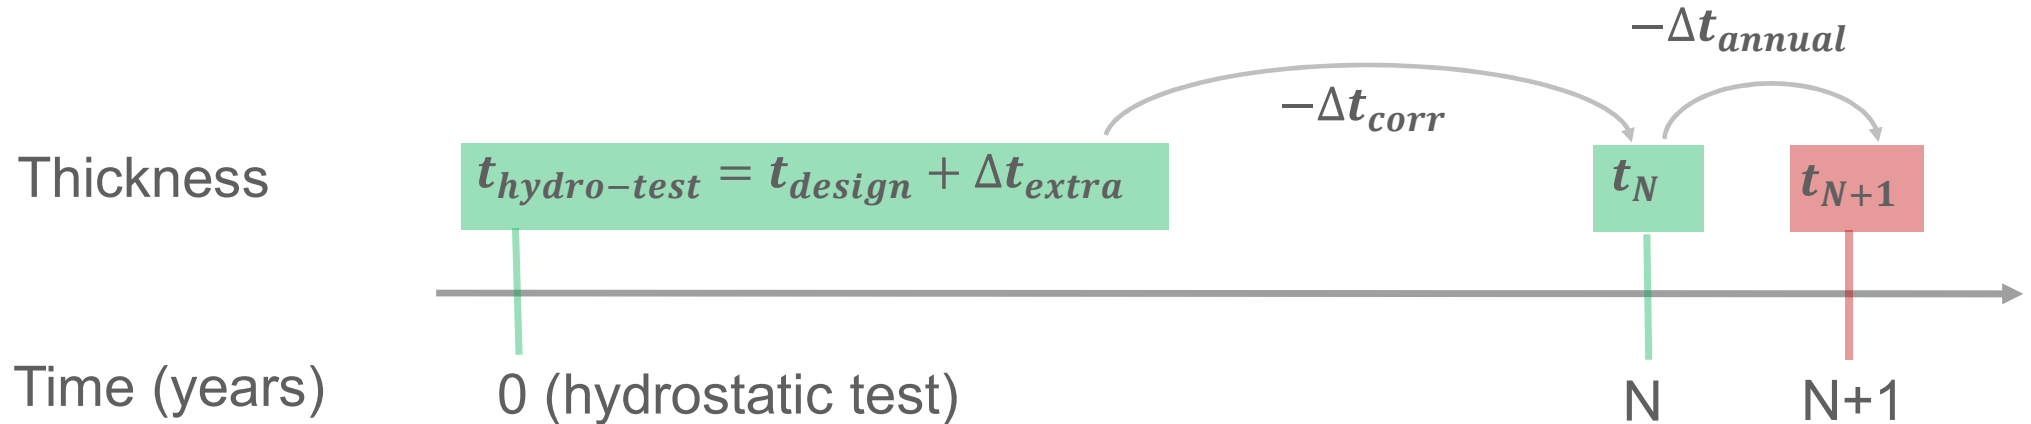 −Δt_annual
−Δt_corr
Thickness
t_hydro−test = t_design + Δt_extra
t_N
t_N+1
Time (years)
0 (hydrostatic test)
N
N+1